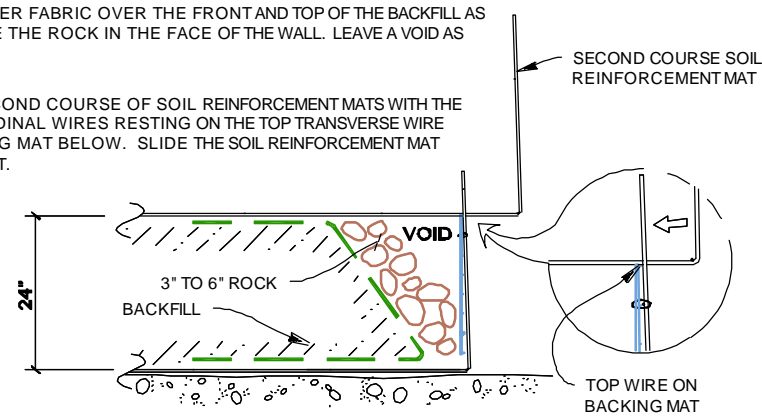 ER FABRIC OVER THE FRONT AND TOP OF THE BACKFILL AS
E THE ROCK IN THE FACE OF THE WALL. LEAVE A VOID AS
SECOND COURSE SOIL
REINFORCEMENT MAT
COND COURSE OF SOIL REINFORCEMENT MATS WITH THE
DINAL WIRES RESTING ON THE TOP TRANSVERSE WIRE
G MAT BELOW. SLIDE THE SOIL REINFORCEMENT MAT
T.
VOID
3" TO 6" ROCK
24"
BACKFILL
TOP WIRE ON
BACKING MAT